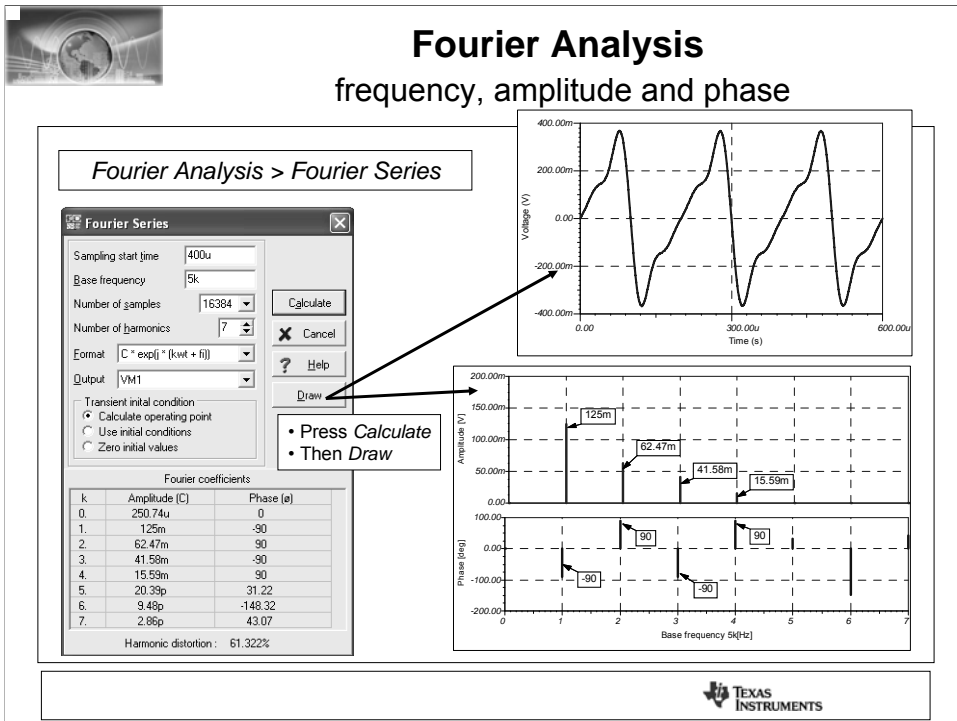 Fourier Analysis
frequency, amplitude and phase
Fourier Analysis > Fourier Series
Fourier Series
Sampling start time 400u
Base frequency 5k
Number of samples 16384
Number of harmonics 7
Format C * exp(j * (kwt + fi))
Output VM1
Transient inital condition
Calculate operating point
Use initial conditions
Zero initial values
Calculate
Cancel
Help
Draw
• Press Calculate
• Then Draw
Fourier coefficients
k Amplitude (C) Phase (ø)
0. 250.74u 0
1. 125m -90
2. 62.47m 90
3. 41.58m -90
4. 15.59m 90
5. 20.39p 31.22
6. 9.48p -148.32
7. 2.86p 43.07
Harmonic distortion : 61.322%
400.00m
200.00m
0.00
-200.00m
-400.00m
Voltage (V)
0.00 300.00u 600.00u
Time (s)
200.00m
150.00m
100.00m
50.00m
0.00
Amplitude [V]
125m
62.47m
41.58m
15.59m
100.00
0.00
-100.00
-200.00
Phase [deg]
-90
90
-90
90
0 1 2 3 4 5 6 7
Base frequency 5k[Hz]
TEXAS
INSTRUMENTS